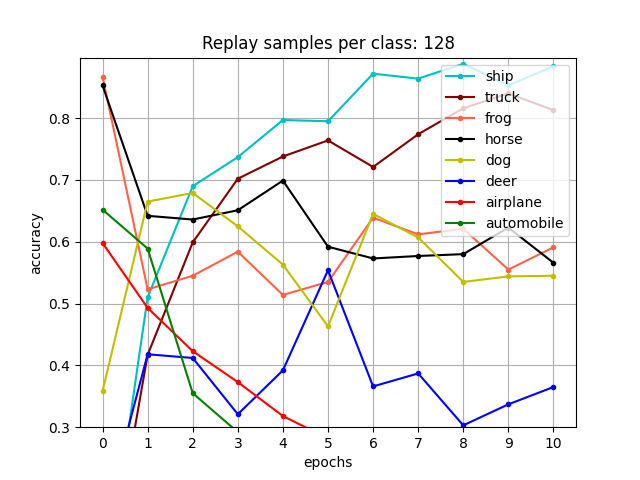 Replay samples per class: 128
ship
truck
frog
horse
dog
deer
airplane
automobile
accuracy
0.8
0.7
0.6
0.5
0.4
0.3
0 1 2 3 4 5 6 7 8 9 10
epochs